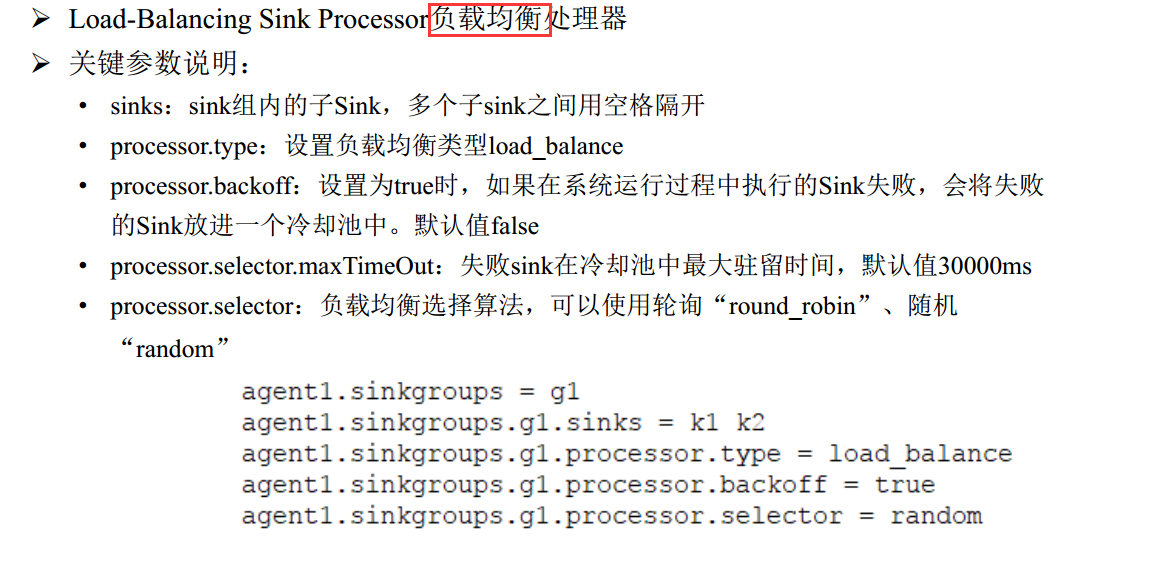 ➢ Load-Balancing Sink Processor负载均衡处理器
➢ 关键参数说明：
• sinks：sink组内的子Sink，多个子sink之间用空格隔开
• processor.type：设置负载均衡类型load_balance
• processor.backoff：设置为true时，如果在系统运行过程中执行的Sink失败，会将失败
的Sink放进一个冷却池中。默认值false
• processor.selector.maxTimeOut：失败sink在冷却池中最大驻留时间，默认值30000ms
• processor.selector：负载均衡选择算法，可以使用轮询“round_robin”、随机
“random”
agent1.sinkgroups = g1
agent1.sinkgroups.g1.sinks = k1 k2
agent1.sinkgroups.g1.processor.type = load_balance
agent1.sinkgroups.g1.processor.backoff = true
agent1.sinkgroups.g1.processor.selector = random